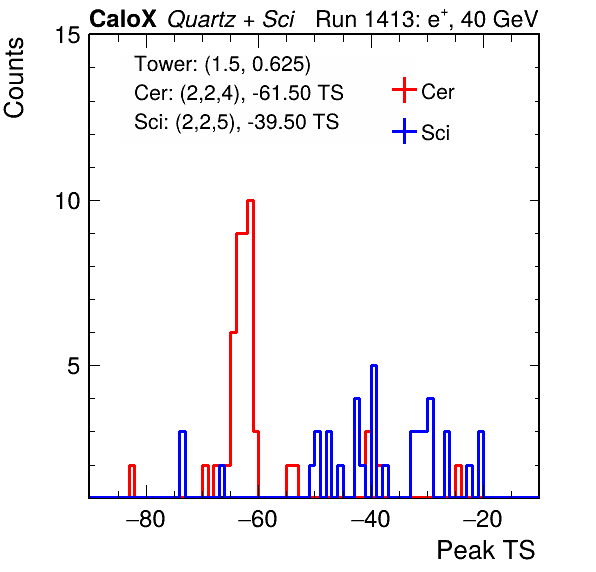 CaloX Quartz + Sci Run 1413: e⁺, 40 GeV
Counts
15
10
5
Tower: (1.5, 0.625)
Cer: (2,2,4), -61.50 TS
Sci: (2,2,5), -39.50 TS
Cer
Sci
−80 −60 −40 −20
Peak TS